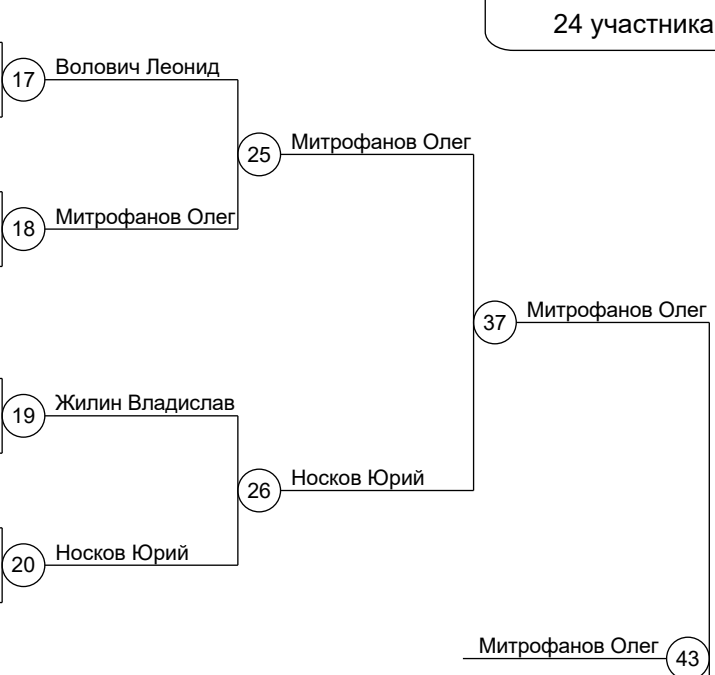 24 участника
17 Волович Леонид
25 Митрофанов Олег
18 Митрофанов Олег
37 Митрофанов Олег
19 Жилин Владислав
26 Носков Юрий
20 Носков Юрий
Митрофанов Олег 43